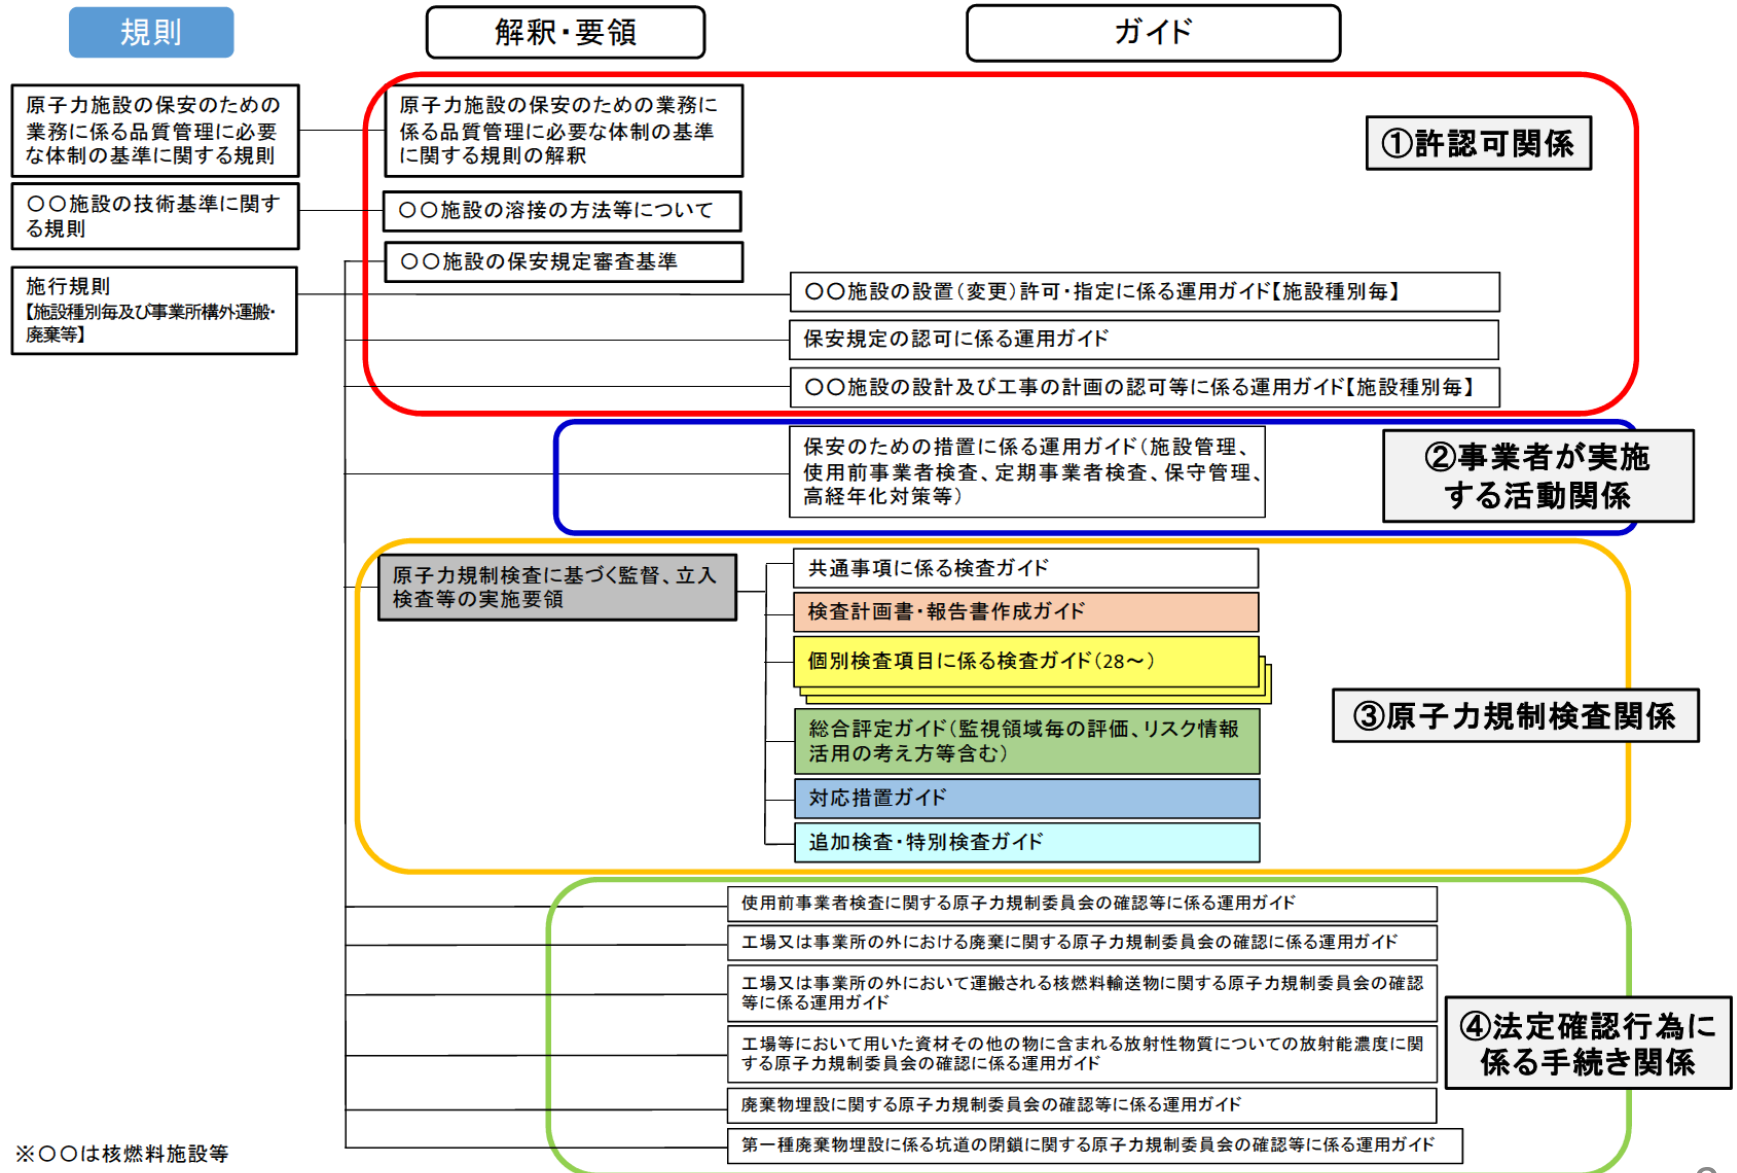 規則
解釈・要領
ガイド
原子力施設の保安のための
業務に係る品質管理に必要
な体制の基準に関する規則
原子力施設の保安のための業務に
係る品質管理に必要な体制の基準
に関する規則の解釈
①許認可関係
〇〇施設の技術基準に関す
る規則
〇〇施設の溶接の方法等について
〇〇施設の保安規定審査基準
施行規則
【施設種別毎及び事業所構外運搬・
廃棄等】
〇〇施設の設置(変更)許可・指定に係る運用ガイド【施設種別毎】
保安規定の認可に係る運用ガイド
〇〇施設の設計及び工事の計画の認可等に係る運用ガイド【施設種別毎】
保安のための措置に係る運用ガイド(施設管理、
使用前事業者検査、定期事業者検査、保守管理、
高経年化対策等)
②事業者が実施
する活動関係
原子力規制検査に基づく監督、立入
検査等の実施要領
共通事項に係る検査ガイド
検査計画書・報告書作成ガイド
個別検査項目に係る検査ガイド(28～)
総合評定ガイド(監視領域毎の評価、リスク情報
活用の考え方等含む)
対応措置ガイド
追加検査・特別検査ガイド
③原子力規制検査関係
使用前事業者検査に関する原子力規制委員会の確認等に係る運用ガイド
工場又は事業所の外における廃棄に関する原子力規制委員会の確認に係る運用ガイド
工場又は事業所の外において運搬される核燃料輸送物に関する原子力規制委員会の確認
等に係る運用ガイド
工場等において用いた資材その他の物に含まれる放射性物質についての放射能濃度に関
する原子力規制委員会の確認に係る運用ガイド
廃棄物埋設に関する原子力規制委員会の確認等に係る運用ガイド
第一種廃棄物埋設に係る坑道の閉鎖に関する原子力規制委員会の確認等に係る運用ガイド
④法定確認行為に
係る手続き関係
※〇〇は核燃料施設等